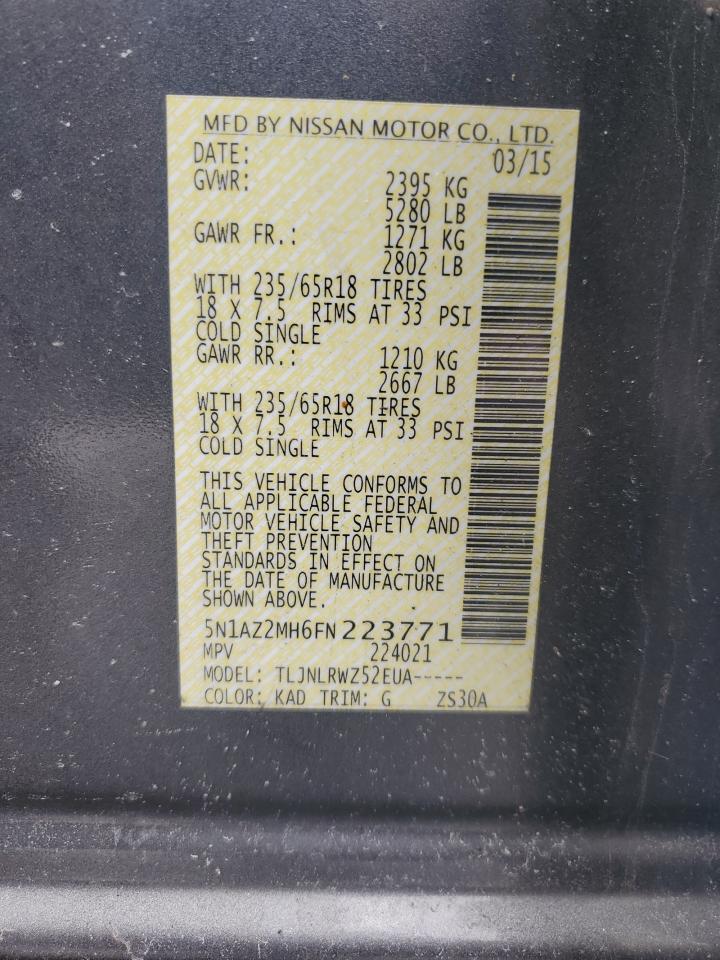 MFD BY NISSAN MOTOR CO., LTD.
DATE: 03/15
GVWR: 2395 KG
5280 LB
GAWR FR.: 1271 KG
2802 LB
WITH 235/65R18 TIRES
18 X 7.5 RIMS AT 33 PSI
COLD SINGLE
GAWR RR.: 1210 KG
2667 LB
WITH 235/65R18 TIRES
18 X 7.5 RIMS AT 33 PSI
COLD SINGLE
THIS VEHICLE CONFORMS TO
ALL APPLICABLE FEDERAL
MOTOR VEHICLE SAFETY AND
THEFT PREVENTION
STANDARDS IN EFFECT ON
THE DATE OF MANUFACTURE
SHOWN ABOVE.
5N1AZ2MH6FN223771
MPV 224021
MODEL: TLJNLRWZ52EUA-----
COLOR: KAD TRIM: G ZS30A